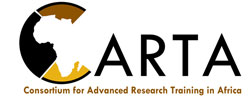 CARTA
Consortium for Advanced Research Training in Africa